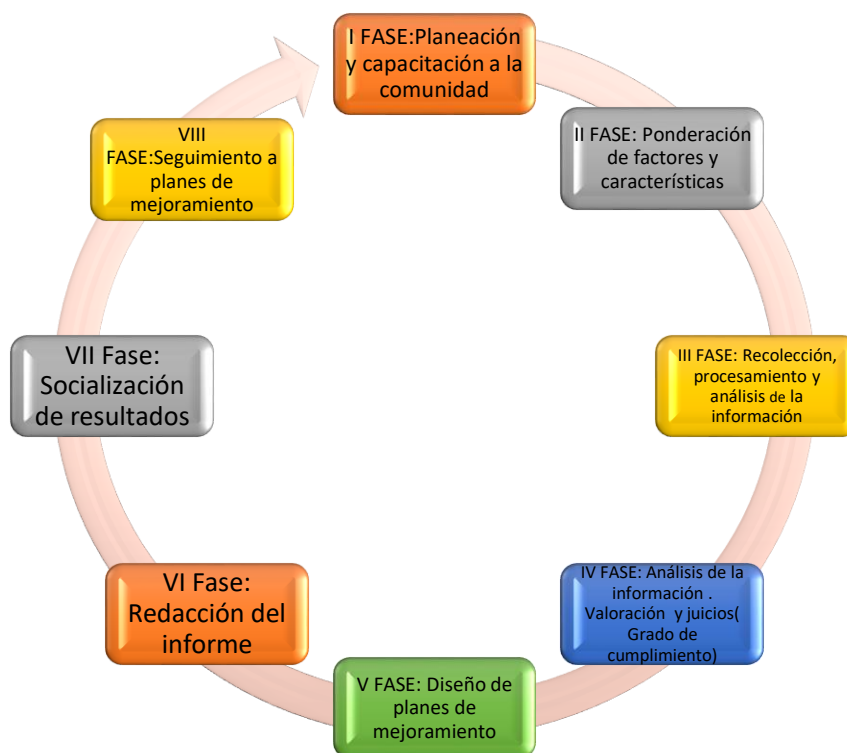 I FASE:Planeación
y capacitación a la
comunidad
II FASE: Ponderación
de factores y
características
III FASE: Recolección,
procesamiento y
análisis de la
información
IV FASE: Análisis de la
información .
Valoración y juicios(
Grado de
cumplimiento)
V FASE: Diseño de
planes de
mejoramiento
VI Fase:
Redacción del
informe
VII Fase:
Socialización
de resultados
VIII
FASE:Seguimiento a
planes de
mejoramiento